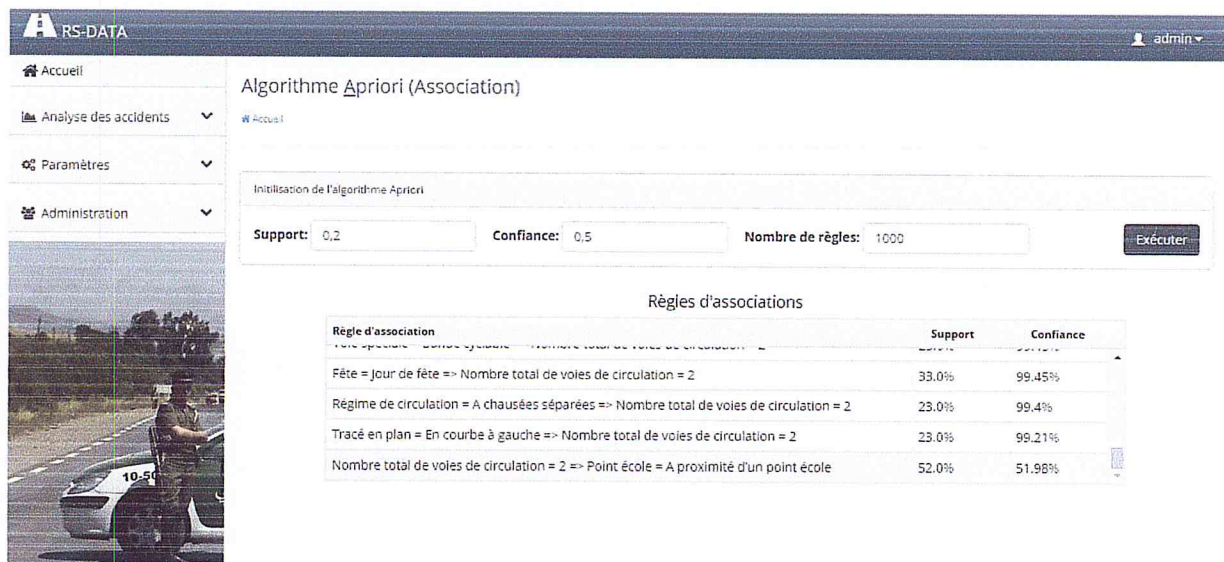 RS-DATA
admin
Accueil
Analyse des accidents
Paramètres
Administration
Algorithme Apriori (Association)
Accueil
Initilisation de l'algorithme Apriori
Support: 0,2 Confiance: 0,5 Nombre de règles: 1000 Exécuter
Règles d'associations
Règle d'association Support Confiance
Fête = Jour de fête => Nombre total de voies de circulation = 2 33.0% 99.45%
Régime de circulation = A chausées séparées => Nombre total de voies de circulation = 2 23.0% 99.4%
Tracé en plan = En courbe à gauche => Nombre total de voies de circulation = 2 23.0% 99.21%
Nombre total de voies de circulation = 2 => Point école = A proximité d'un point école 52.0% 51.98%